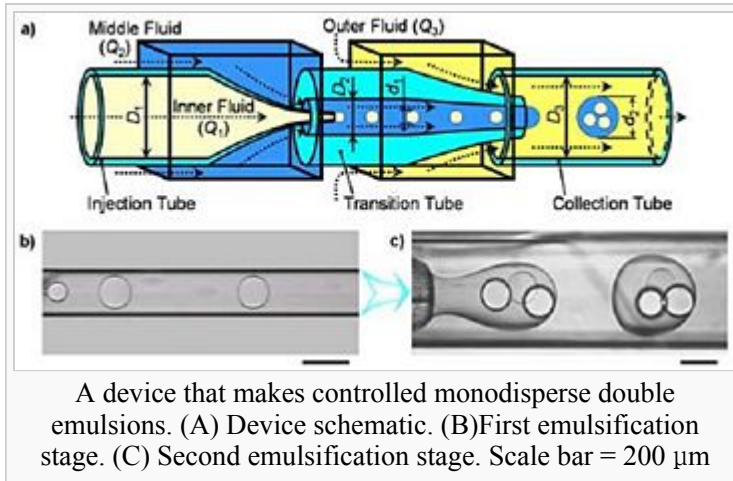 a)
Middle Fluid
(Q₂)
Outer Fluid (Q₃)
D₁
Inner Fluid
(Q₁)
D₂
d₁
D₃
d₂
Injection Tube
Transition Tube
Collection Tube
b)
c)
A device that makes controlled monodisperse double
emulsions. (A) Device schematic. (B)First emulsification
stage. (C) Second emulsification stage. Scale bar = 200 µm